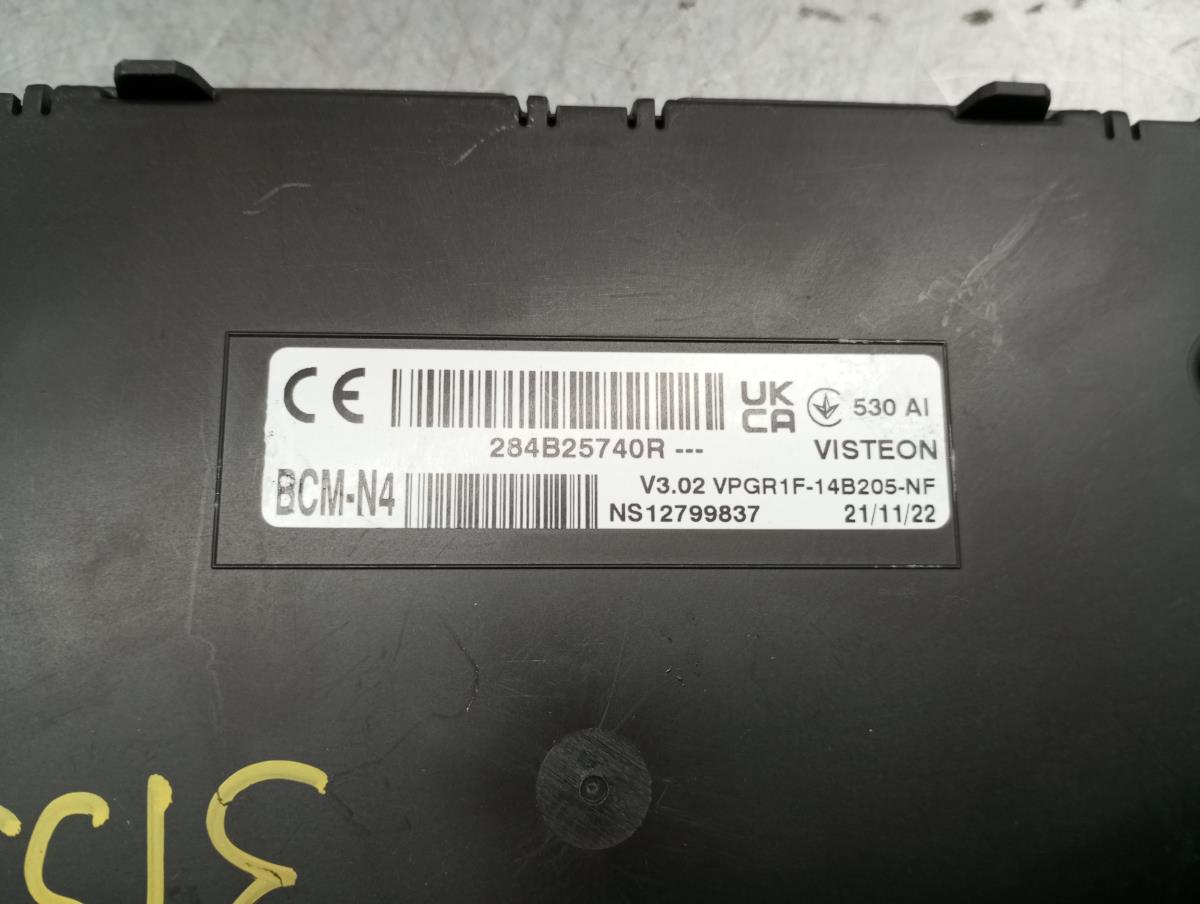 CE UK CA 530 AI
284B25740R --- VISTEON
BCM-N4 V3.02 VPGR1F-14B205-NF
NS12799837 21/11/22